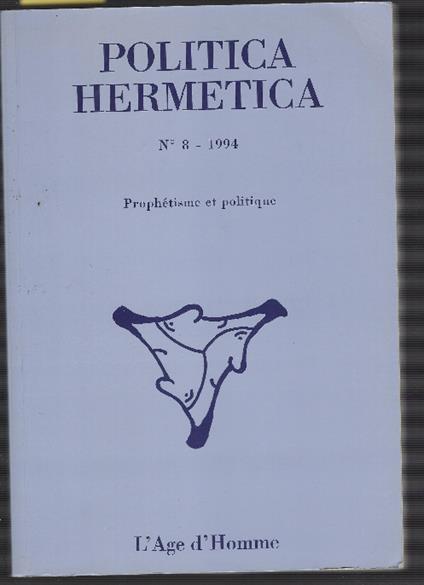 POLITICA
HERMETICA
N° 8 - 1994
Prophétisme et politique
L'Age d'Homme